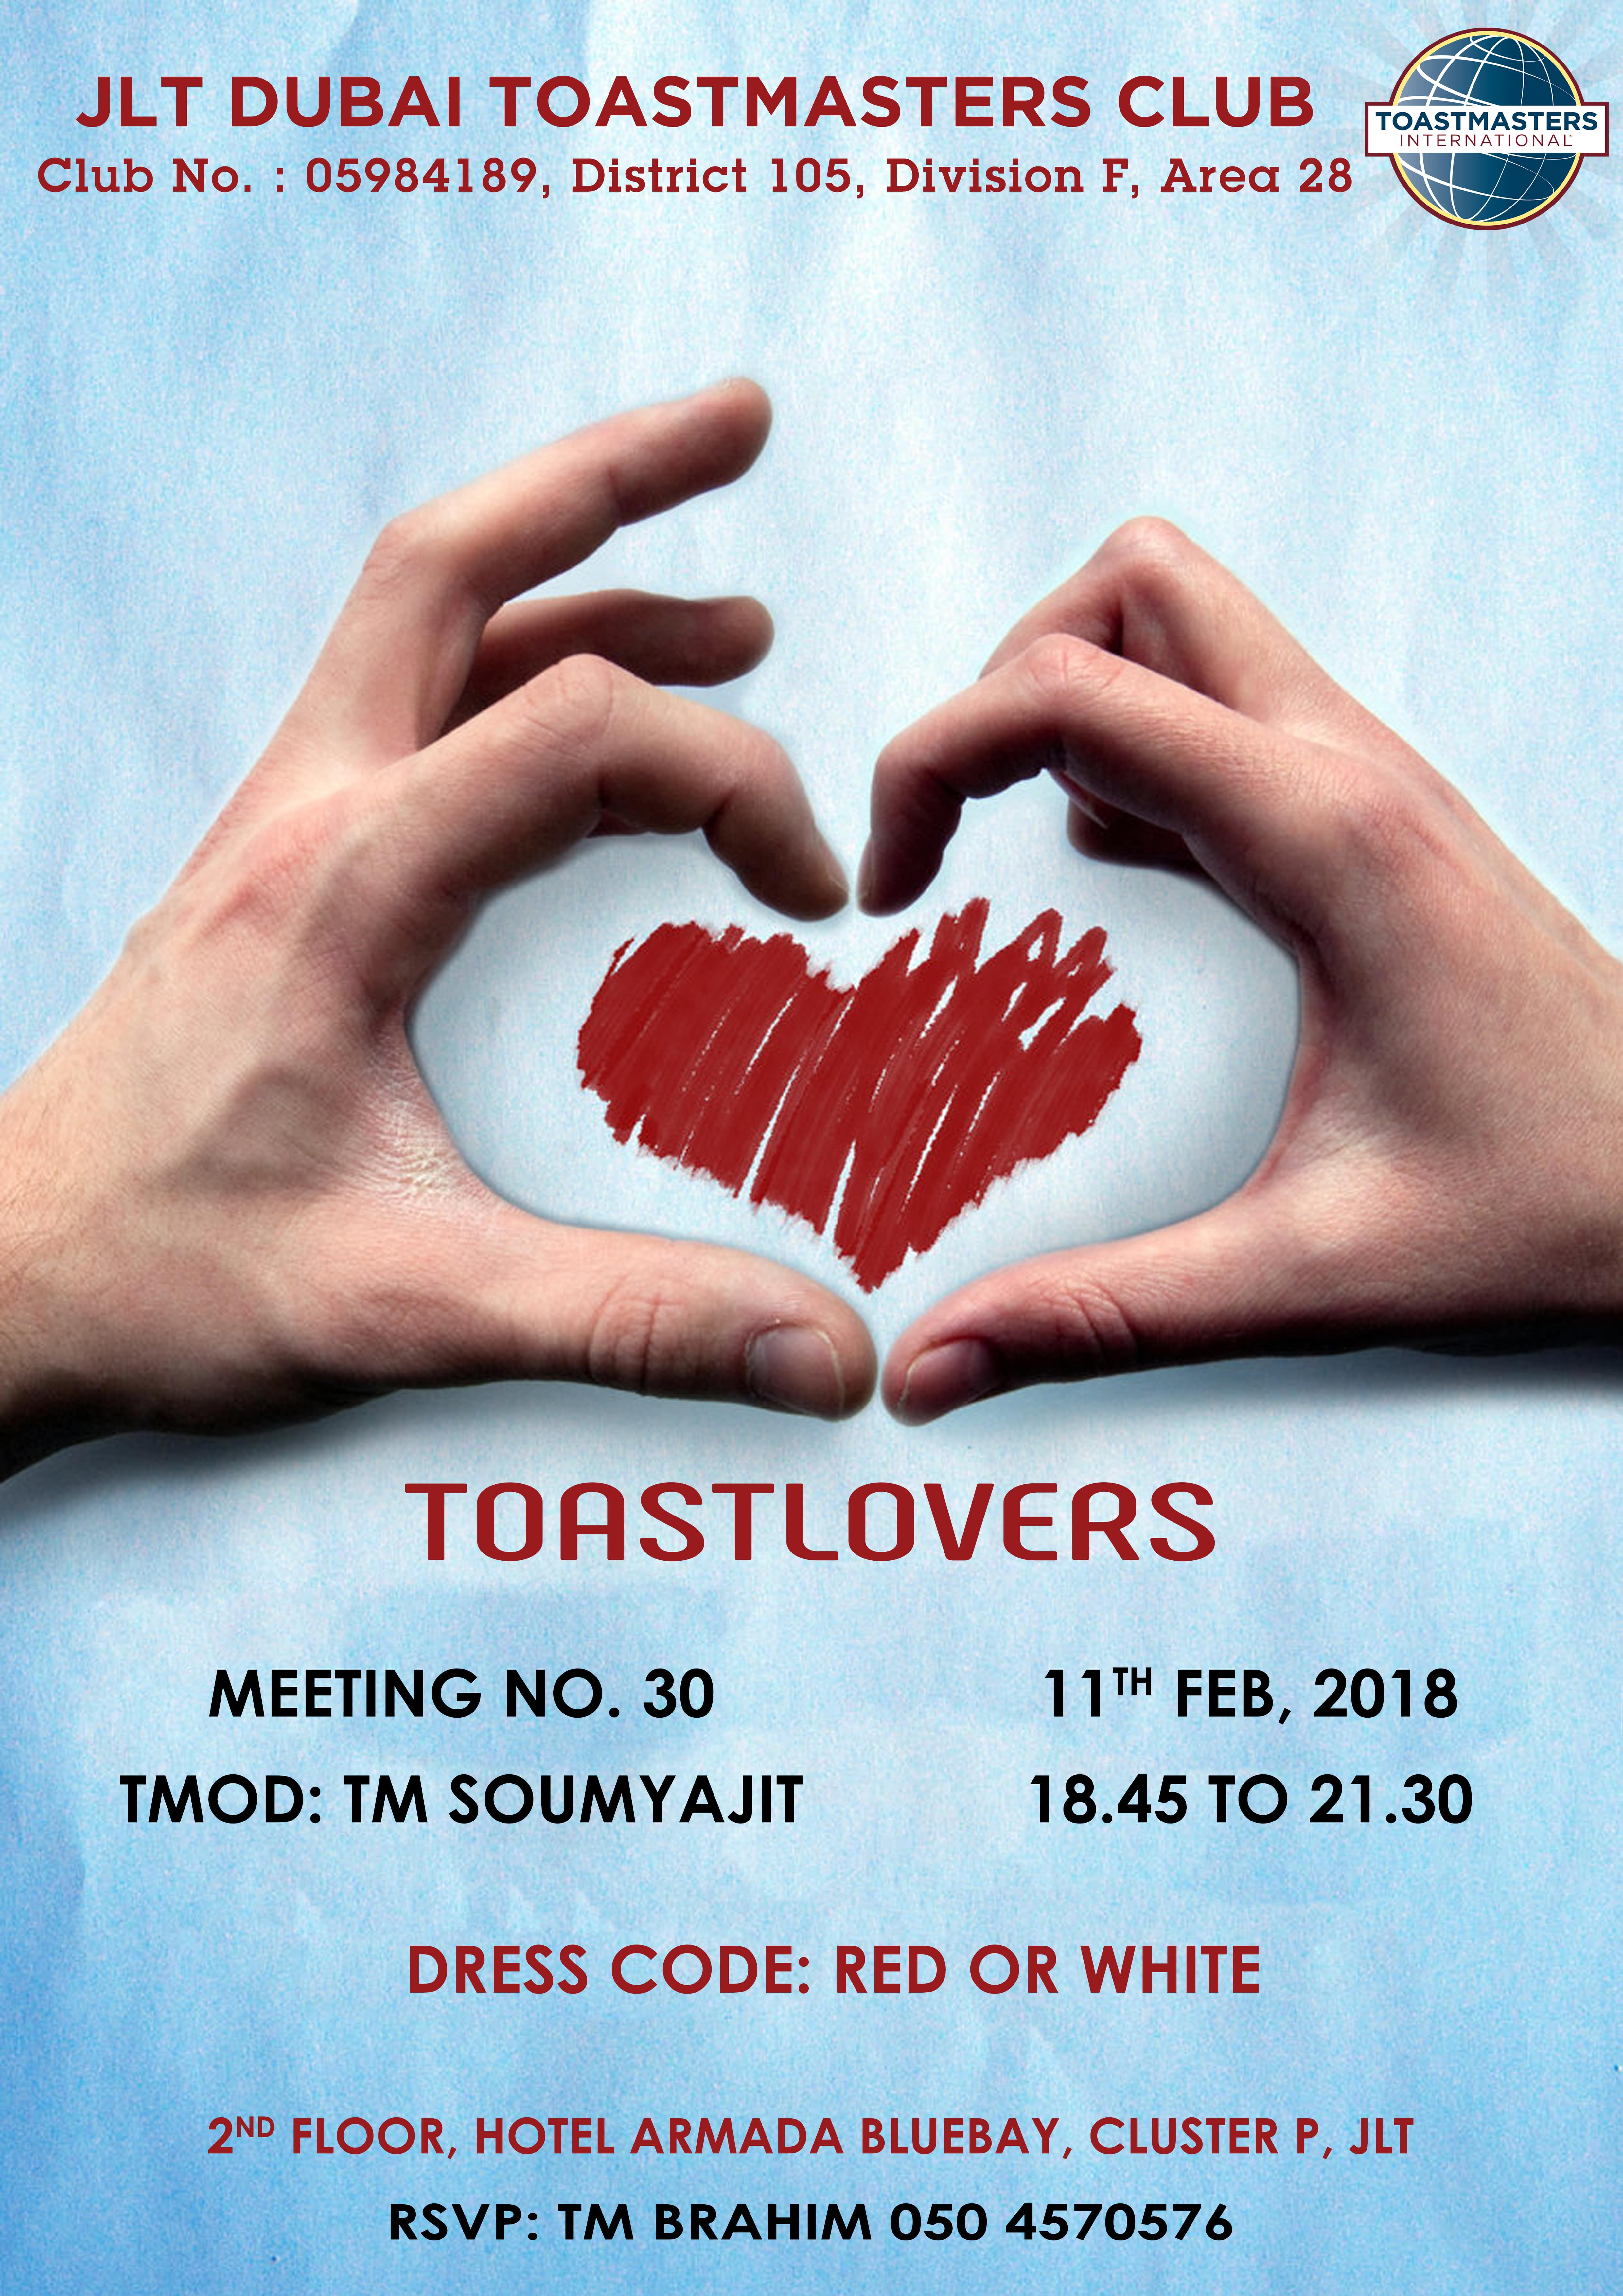 JLT DUBAI TOASTMASTERS CLUB
Club No. : 05984189, District 105, Division F, Area 28
TOASTMASTERS
INTERNATIONAL
TOASTLOVERS
MEETING NO. 30
11TH FEB, 2018
TMOD: TM SOUMYAJIT
18.45 TO 21.30
DRESS CODE: RED OR WHITE
2ND FLOOR, HOTEL ARMADA BLUEBAY, CLUSTER P, JLT
RSVP: TM BRAHIM 050 4570576